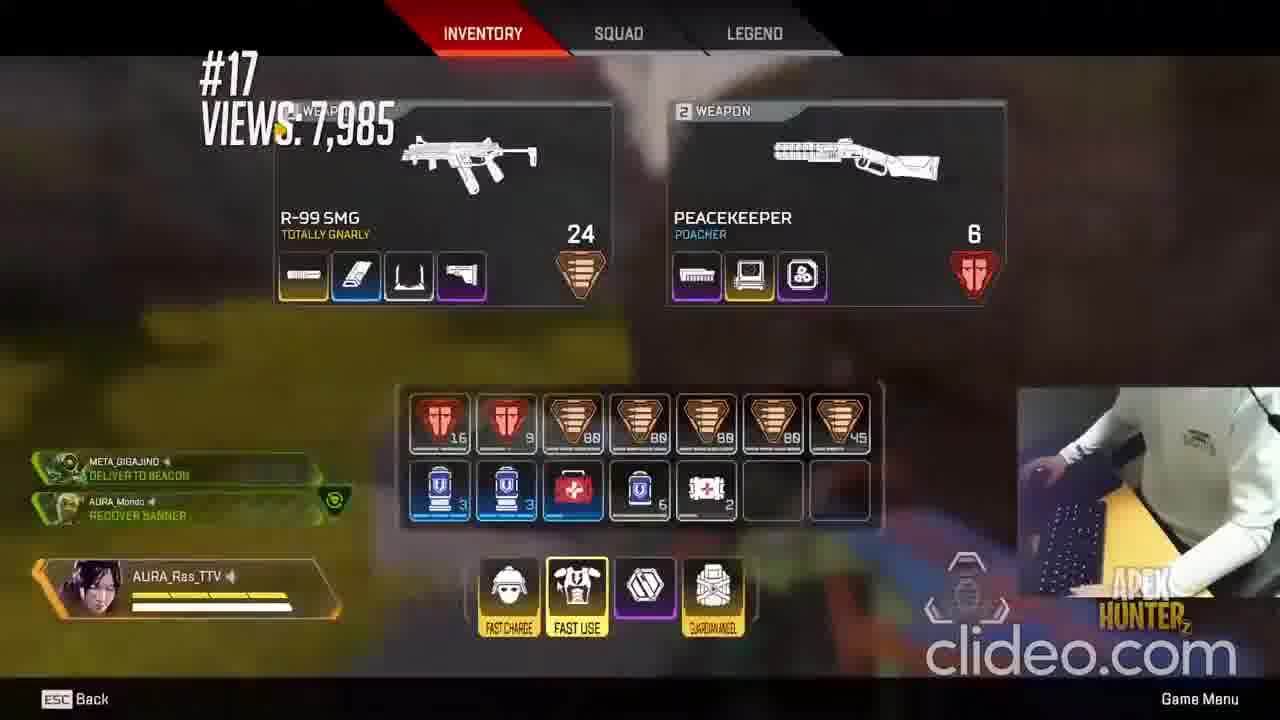 INVENTORY
SQUAD
LEGEND
#17
VIEWS: 7,985
2 WEAPON
R-99 SMG
TOTALLY GNARLY
24
PEACEKEEPER
POACHER
6
16
9
80
80
80
80
45
3
3
6
2
META_GIGAJINO
DELIVER TO BEACON
AURA_Mondo
RECOVER BANNER
AURA_Ras_TTV
FAST CHARGE
FAST USE
GUARDIAN ANGEL
APEX
HUNTERZ
clideo.com
ESC Back
Game Menu